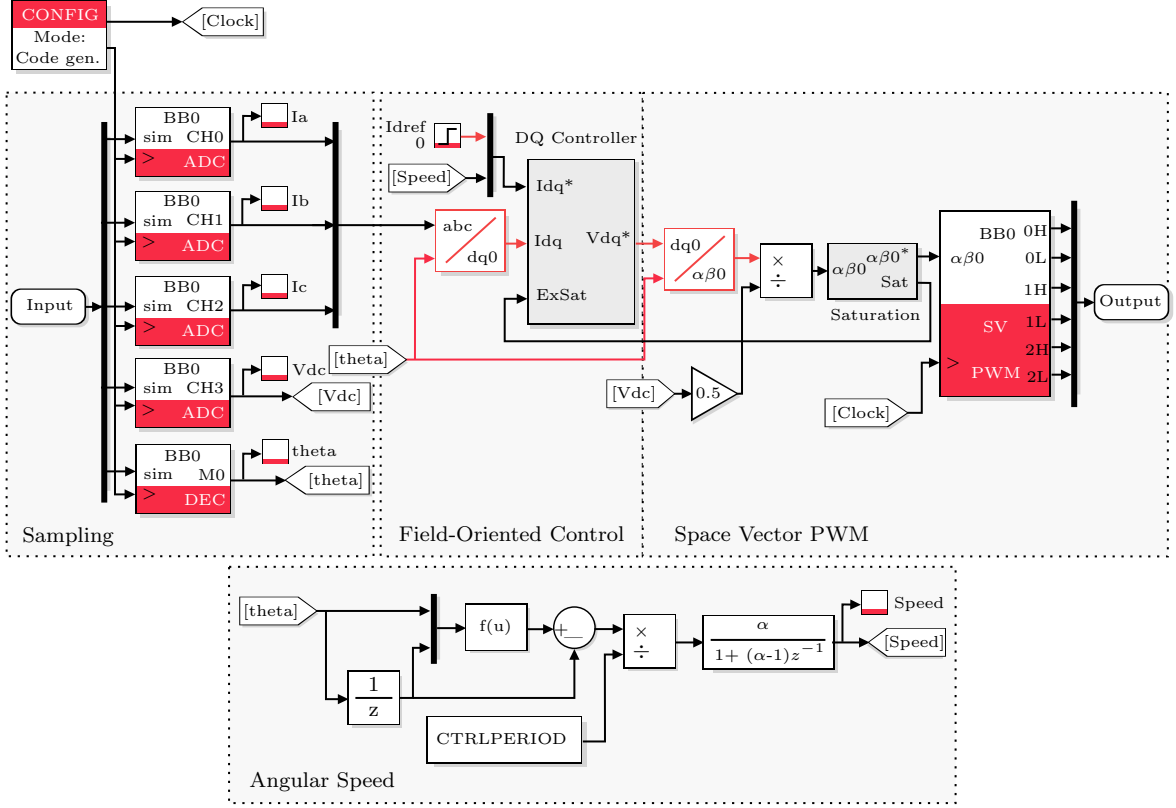 CONFIG
Mode:
Code gen.
[Clock]
BB0
sim CH0
> ADC
Ia
BB0
sim CH1
> ADC
Ib
BB0
sim CH2
> ADC
Ic
BB0
sim CH3
> ADC
Vdc
[Vdc]
BB0
sim M0
> DEC
theta
[theta]
Input
Sampling
Idref
0
[Speed]
DQ Controller
Idq*
Idq Vdq*
ExSat
abc
dq0
[theta]
Field-Oriented Control
dq0
αβ0
×
÷
αβ0 αβ0*
Sat
Saturation
[Vdc]
0.5
[Clock]
BB0 0H
αβ0 0L
1H
SV 1L
2H
> PWM 2L
Output
Space Vector PWM
[theta]
1
z
f(u)
+
−
×
÷
CTRLPERIOD
α
1+ (α-1)z⁻¹
Speed
[Speed]
Angular Speed